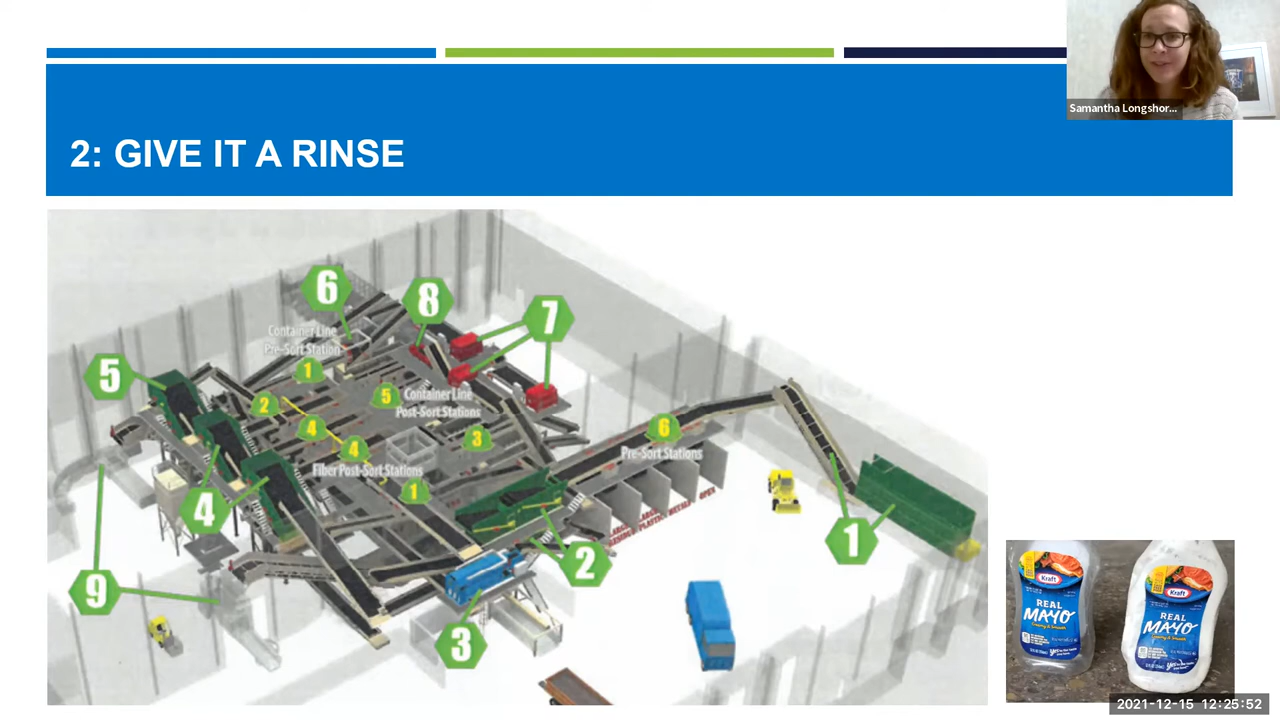 Samantha Longshor...
2: GIVE IT A RINSE
6
8
7
Container Line
Pre-Sort Station
5
1
2
5
Container Line
Post-Sort Stations
4
4
3
6
Pre-Sort Stations
Fiber Post-Sort Stations
1
4
1
2
9
3
Kraft
REAL
MAYO
Kraft
REAL
MAYO
2021-12-15 12:25:52